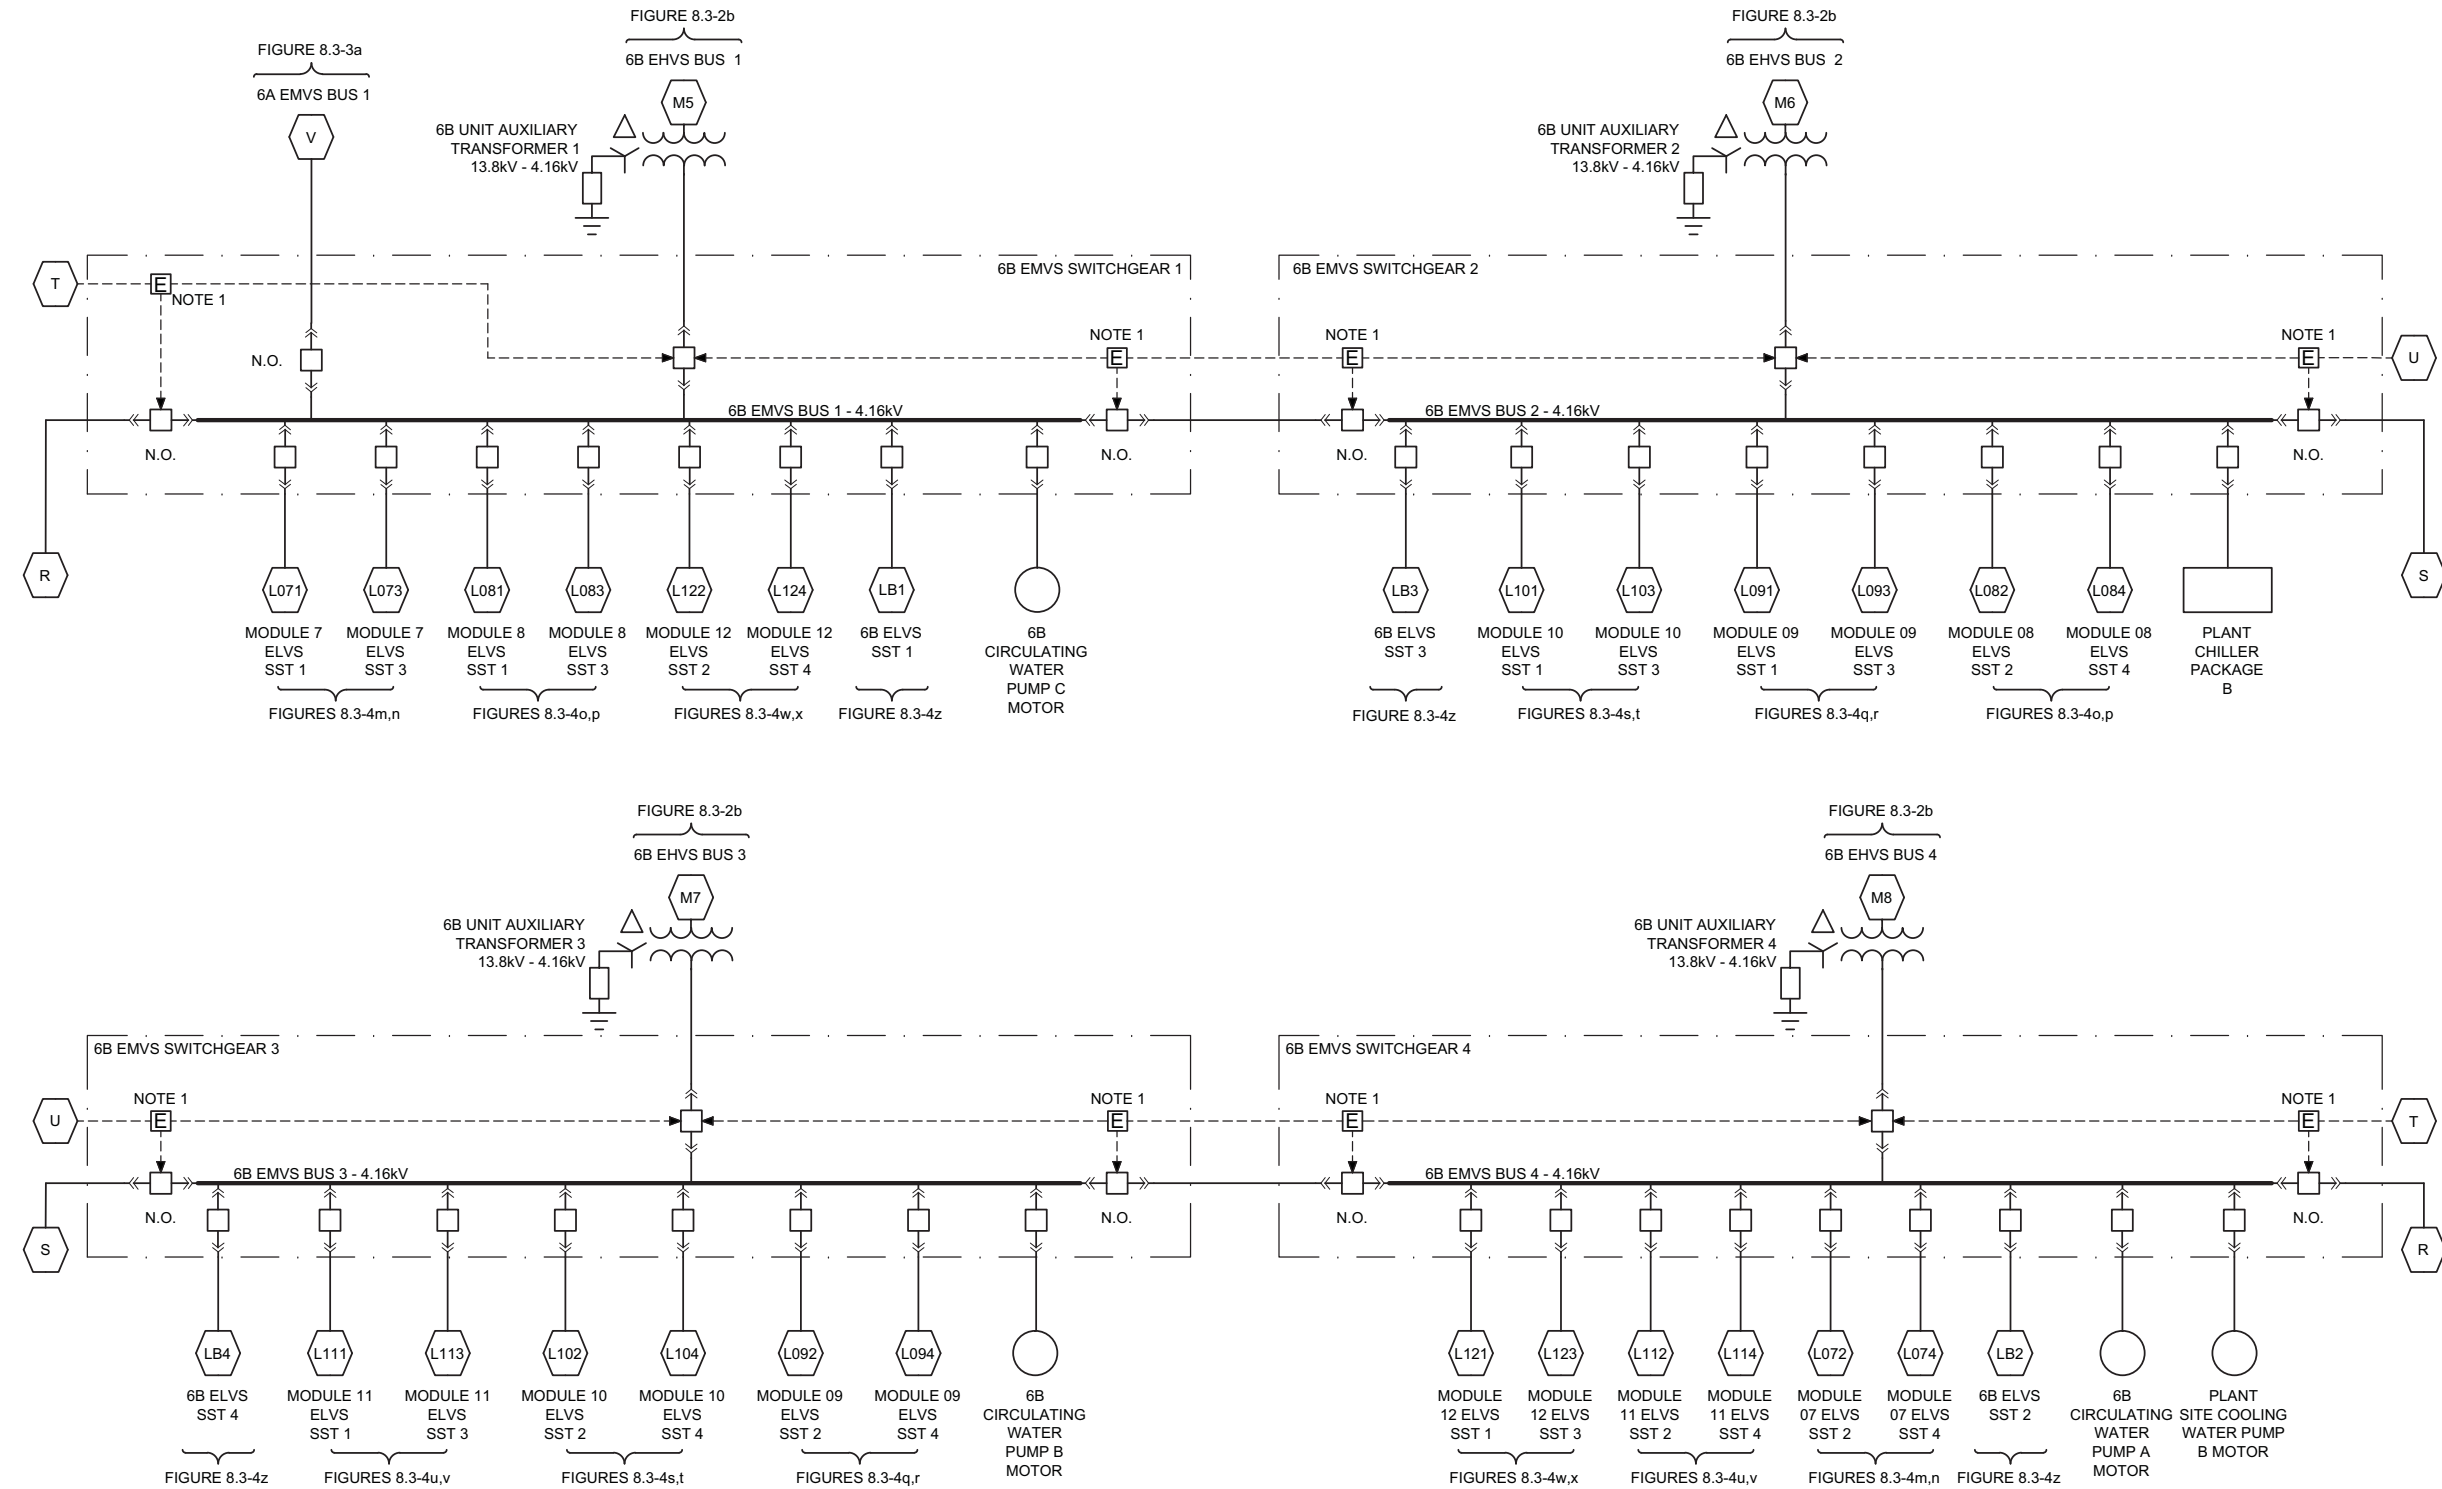 FIGURE 8.3-2b
6B EHVS BUS 1
FIGURE 8.3-3a
6A EMVS BUS 1
V
M5
6B UNIT AUXILIARY
TRANSFORMER 1
13.8kV - 4.16kV
FIGURE 8.3-2b
6B EHVS BUS 2
M6
6B UNIT AUXILIARY
TRANSFORMER 2
13.8kV - 4.16kV
6B EMVS SWITCHGEAR 1
T
E
NOTE 1
N.O.
NOTE 1
E
6B EMVS BUS 1 - 4.16kV
N.O.
N.O.
R
L071
MODULE 7
ELVS
SST 1
L073
MODULE 7
ELVS
SST 3
FIGURES 8.3-4m,n
L081
MODULE 8
ELVS
SST 1
L083
MODULE 8
ELVS
SST 3
FIGURES 8.3-4o,p
L122
MODULE 12
ELVS
SST 2
L124
MODULE 12
ELVS
SST 4
FIGURES 8.3-4w,x
LB1
6B ELVS
SST 1
FIGURE 8.3-4z
6B
CIRCULATING
WATER
PUMP C
MOTOR
6B EMVS SWITCHGEAR 2
NOTE 1
E
NOTE 1
E
U
6B EMVS BUS 2 - 4.16kV
N.O.
N.O.
S
LB3
6B ELVS
SST 3
FIGURE 8.3-4z
L101
MODULE 10
ELVS
SST 1
L103
MODULE 10
ELVS
SST 3
FIGURES 8.3-4s,t
L091
MODULE 09
ELVS
SST 1
L093
MODULE 09
ELVS
SST 3
FIGURES 8.3-4q,r
L082
MODULE 08
ELVS
SST 2
L084
MODULE 08
ELVS
SST 4
FIGURES 8.3-4o,p
PLANT
CHILLER
PACKAGE
B
FIGURE 8.3-2b
6B EHVS BUS 3
M7
6B UNIT AUXILIARY
TRANSFORMER 3
13.8kV - 4.16kV
FIGURE 8.3-2b
6B EHVS BUS 4
M8
6B UNIT AUXILIARY
TRANSFORMER 4
13.8kV - 4.16kV
6B EMVS SWITCHGEAR 3
U
NOTE 1
E
NOTE 1
E
6B EMVS BUS 3 - 4.16kV
N.O.
N.O.
S
LB4
6B ELVS
SST 4
FIGURE 8.3-4z
L111
MODULE 11
ELVS
SST 1
L113
MODULE 11
ELVS
SST 3
FIGURES 8.3-4u,v
L102
MODULE 10
ELVS
SST 2
L104
MODULE 10
ELVS
SST 4
FIGURES 8.3-4s,t
L092
MODULE 09
ELVS
SST 2
L094
MODULE 09
ELVS
SST 4
FIGURES 8.3-4q,r
6B
CIRCULATING
WATER
PUMP B
MOTOR
6B EMVS SWITCHGEAR 4
NOTE 1
E
NOTE 1
E
T
6B EMVS BUS 4 - 4.16kV
N.O.
N.O.
R
L121
MODULE
12 ELVS
SST 1
L123
MODULE
12 ELVS
SST 3
FIGURES 8.3-4w,x
L112
MODULE
11 ELVS
SST 2
L114
MODULE
11 ELVS
SST 4
FIGURES 8.3-4u,v
L072
MODULE
07 ELVS
SST 2
L074
MODULE
07 ELVS
SST 4
FIGURES 8.3-4m,n
LB2
6B ELVS
SST 2
FIGURE 8.3-4z
6B
CIRCULATING
WATER
PUMP A
MOTOR
PLANT
SITE COOLING
WATER PUMP
B MOTOR